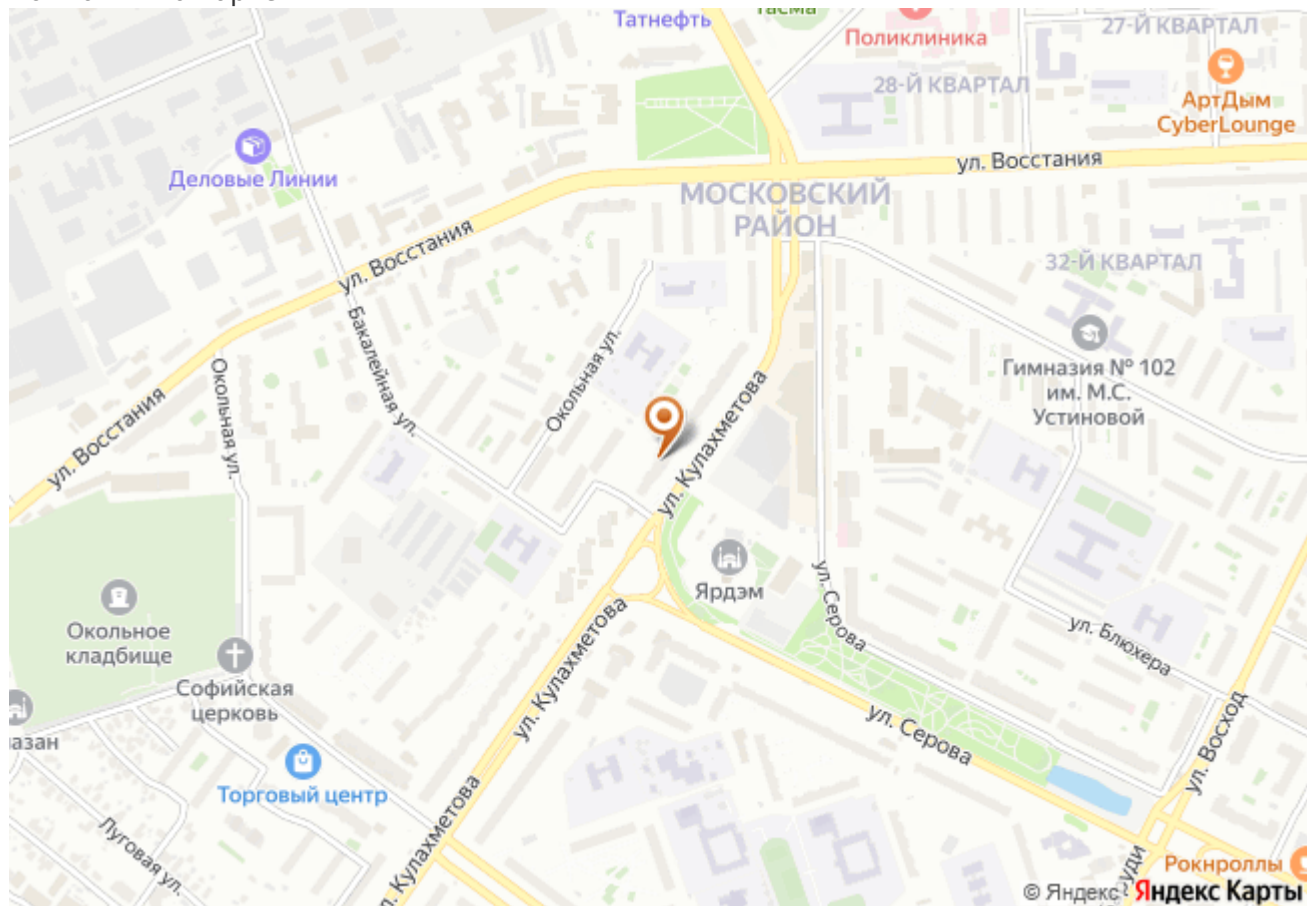 Татнефть
Тасма
Поликлиника
27-Й КВАРТАЛ
28-Й КВАРТАЛ
АртДым
CyberLounge
Деловые Линии
ул. Восстания
МОСКОВСКИЙ
РАЙОН
ул. Восстания
32-Й КВАРТАЛ
Бакалейная ул.
Окольная ул.
Гимназия № 102
им. М.С.
Устиновой
Окольная ул.
ул. Восстания
ул. Кулахметова
Ярдэм
ул. Серова
ул. Блюхера
Окольное
кладбище
Софийская
церковь
ул. Кулахметова
ул. Серова
ул. Восход
азан
Торговый центр
Луговая ул.
л. Кулахметова
Рокнроллы
уди
© Яндекс Яндекс Карты